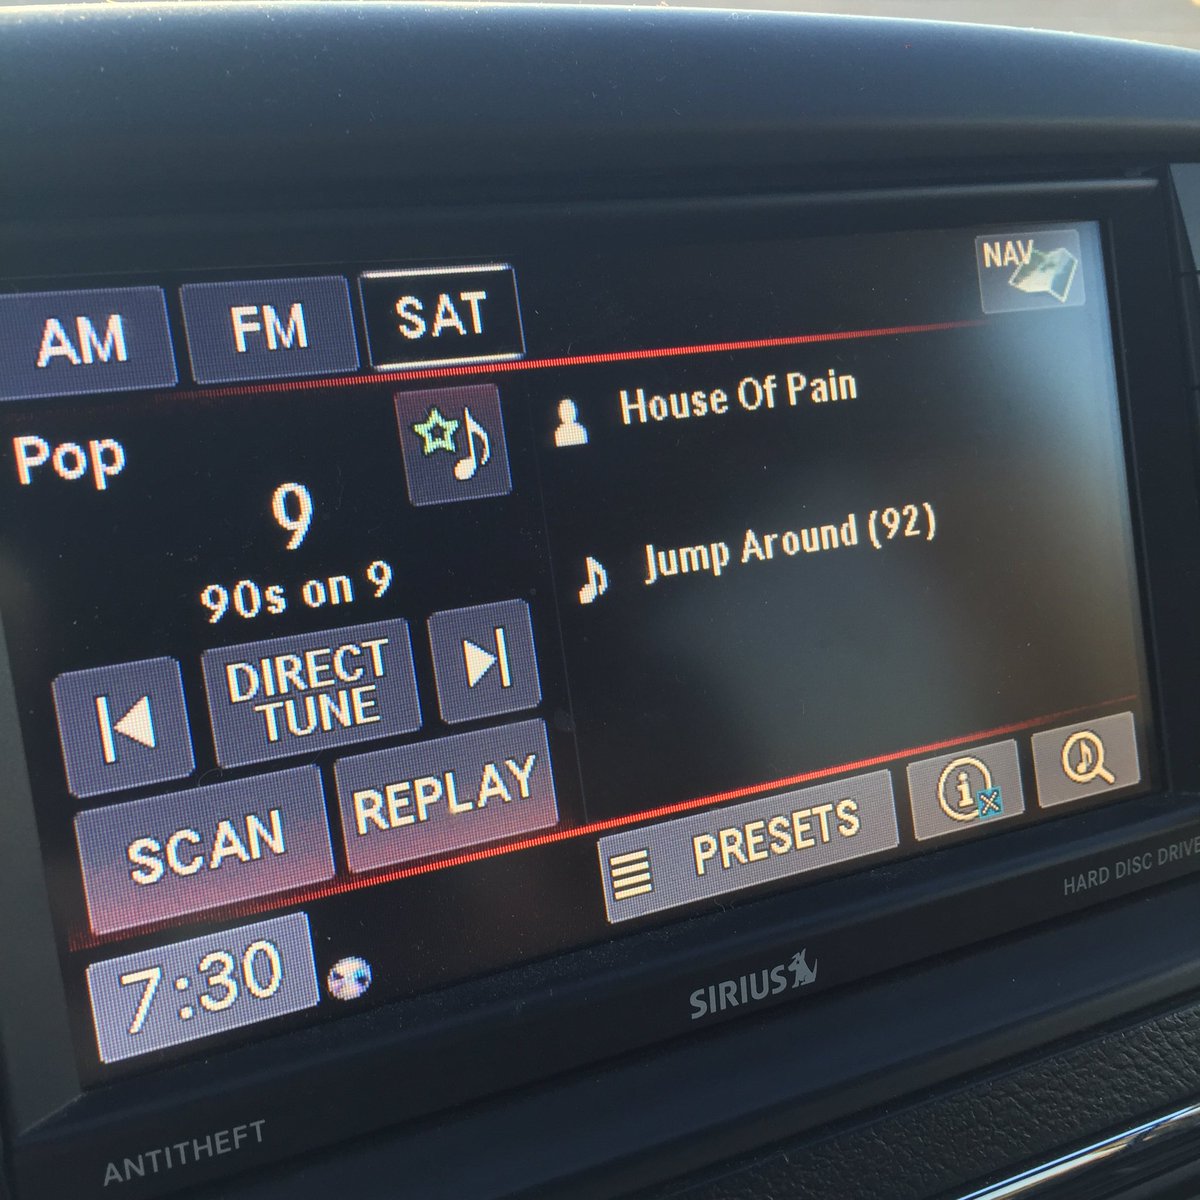 AM FM SAT
NAV
Pop
9
90s on 9
House Of Pain
Jump Around (92)
DIRECT
TUNE
SCAN
REPLAY
PRESETS
7:30
SIRIUS
HARD DISC DRIVE
ANTITHEFT